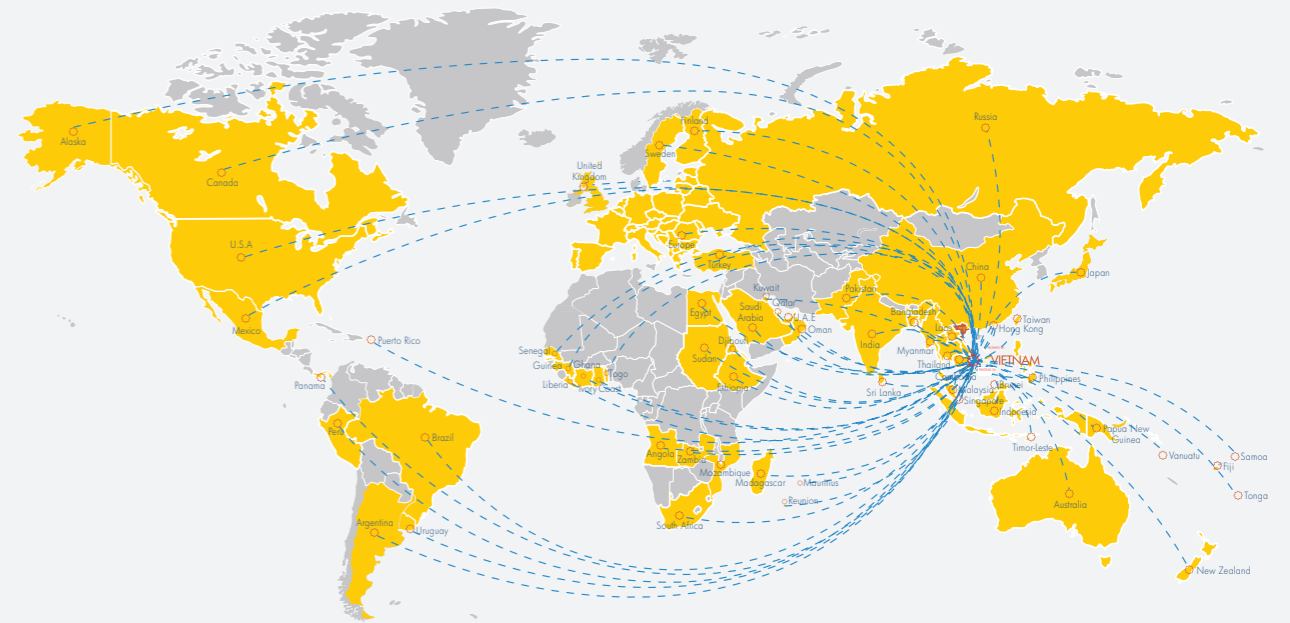 Alaska
Canada
U.S.A
Mexico
Puerto Rico
Panama
Peru
Brazil
Argentina
Uruguay
United
Kingdom
Sweden
Finland
Russia
Europe
Turkey
Egypt
Sudan
Saudi
Arabia
Kuwait
Qatar
U.A.E
Oman
Djibouti
Ethiopia
Senegal
Guinea
Liberia
Ivory Coast
Ghana
Togo
Angola
Zambia
Mozambique
Madagascar
South Africa
Mauritius
Reunion
Pakistan
India
Sri Lanka
Bangladesh
China
Japan
Taiwan
Hong Kong
Laos
Myanmar
Thailand
VIETNAM
Cambodia
Philippines
Malaysia
Brunei
Singapore
Indonesia
Timor-Leste
Papua New
Guinea
Australia
Vanuatu
Samoa
Fiji
Tonga
New Zealand